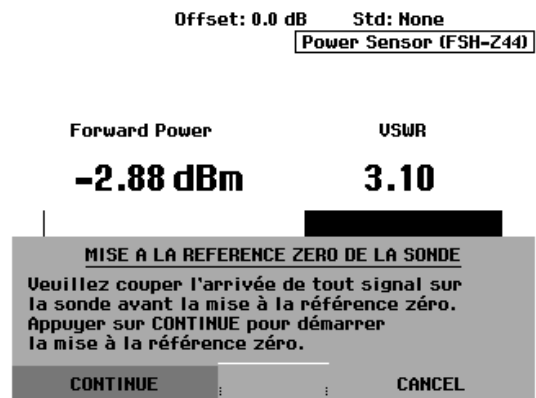 Offset: 0.0 dB Std: None
Power Sensor (FSH-Z44)
Forward Power VSWR
-2.88 dBm 3.10
MISE A LA REFERENCE ZERO DE LA SONDE
Veuillez couper l'arrivée de tout signal sur
la sonde avant la mise à la référence zéro.
Appuyer sur CONTINUE pour démarrer
la mise à la référence zéro.
CONTINUE CANCEL